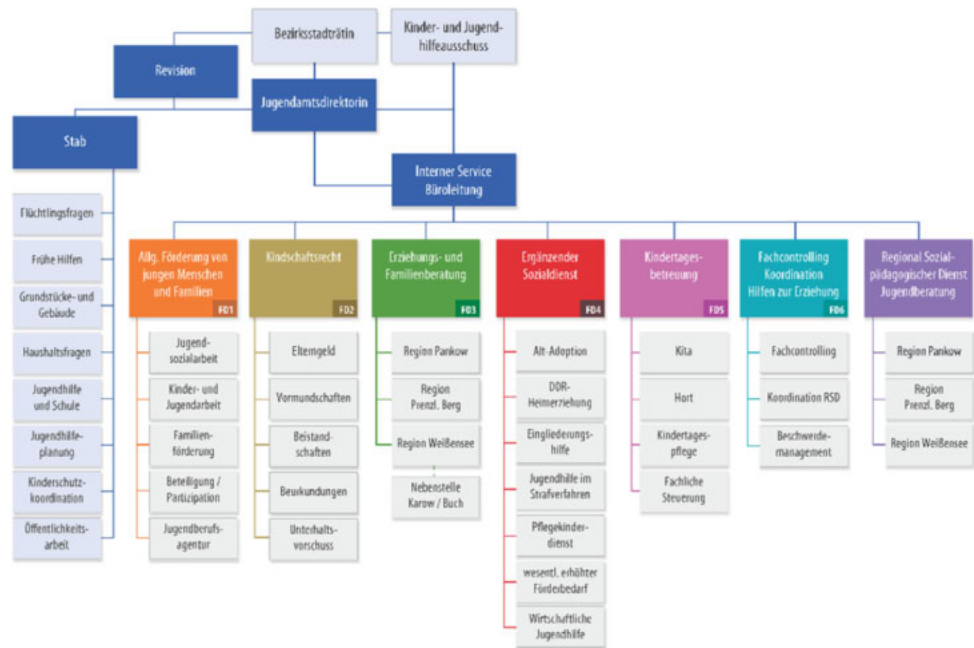 Bezirksstadträtin
Kinder- und Jugend-
hilfeausschuss
Revision
Jugendamtsdirektorin
Stab
Interner Service
Büroleitung
Flüchtlingsfragen
Frühe Hilfen
Grundstücke- und
Gebäude
Haushaltsfragen
Jugendhilfe
und Schule
Jugendhilfe-
planung
Kinderschutz-
koordination
Öffentlichkeits-
arbeit
Allg. Förderung von
jungen Menschen
und Familien
FD1
Jugend-
sozialarbeit
Kinder- und
Jugendarbeit
Familien-
förderung
Beteiligung /
Partizipation
Jugendberufs-
agentur
Kindschaftsrecht
FD2
Elterngeld
Vormundschaften
Beistand-
schaften
Beurkundungen
Unterhalts-
vorschuss
Erziehungs- und
Familienberatung
FD3
Region Pankow
Region
Prenzl. Berg
Region Weißensee
Nebenstelle
Karow / Buch
Ergänzender
Sozialdienst
FD4
Alt-Adoption
DDR-
Heimerziehung
Eingliederungs-
hilfe
Jugendhilfe im
Strafverfahren
Pflegekinder-
dienst
wesentl. erhöhter
Förderbedarf
Wirtschaftliche
Jugendhilfe
Kindertages-
betreuung
FD5
Kita
Hort
Kindertages-
pflege
Fachliche
Steuerung
Fachcontrolling
Koordination
Hilfen zur Erziehung
FD6
Fachcontrolling
Koordination RSD
Beschwerde-
management
Regional Sozial-
pädagogischer Dienst
Jugendberatung
Region Pankow
Region
Prenzl. Berg
Region Weißensee